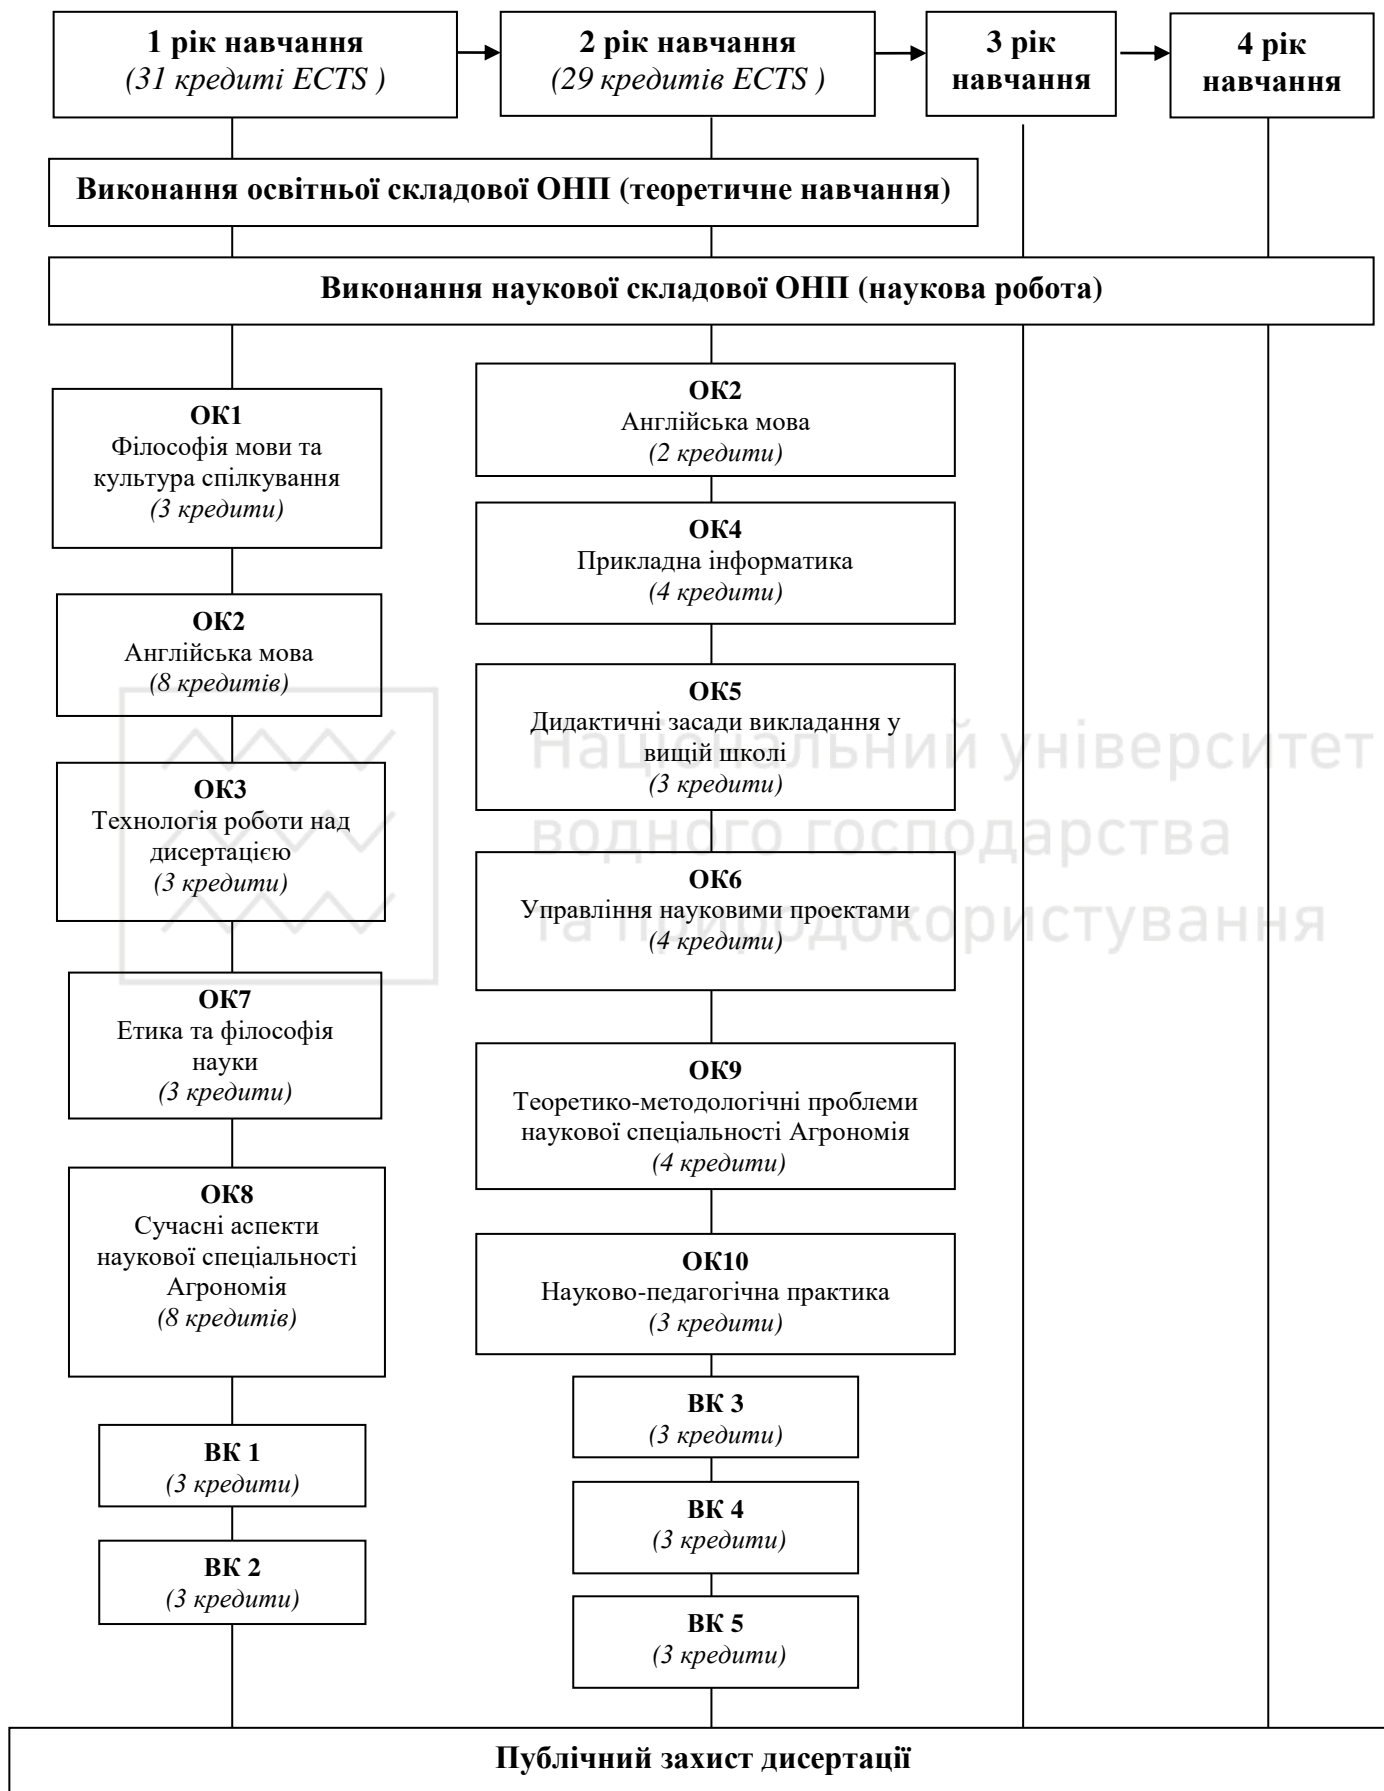 1 рік навчання
(31 кредиті ECTS )
2 рік навчання
(29 кредитів ECTS )
3 рік
навчання
4 рік
навчання
Виконання освітньої складової ОНП (теоретичне навчання)
Виконання наукової складової ОНП (наукова робота)
ОК1
Філософія мови та
культура спілкування
(3 кредити)
ОК2
Англійська мова
(8 кредитів)
ОК3
Технологія роботи над
дисертацією
(3 кредити)
ОК7
Етика та філософія
науки
(3 кредити)
ОК8
Сучасні аспекти
наукової спеціальності
Агрономія
(8 кредитів)
ВК 1
(3 кредити)
ВК 2
(3 кредити)
ОК2
Англійська мова
(2 кредити)
ОК4
Прикладна інформатика
(4 кредити)
ОК5
Дидактичні засади викладання у
вищій школі
(3 кредити)
ОК6
Управління науковими проектами
(4 кредити)
ОК9
Теоретико-методологічні проблеми
наукової спеціальності Агрономія
(4 кредити)
ОК10
Науково-педагогічна практика
(3 кредити)
ВК 3
(3 кредити)
ВК 4
(3 кредити)
ВК 5
(3 кредити)
Національний університет
водного господарства
та природокористування
Публічний захист дисертації